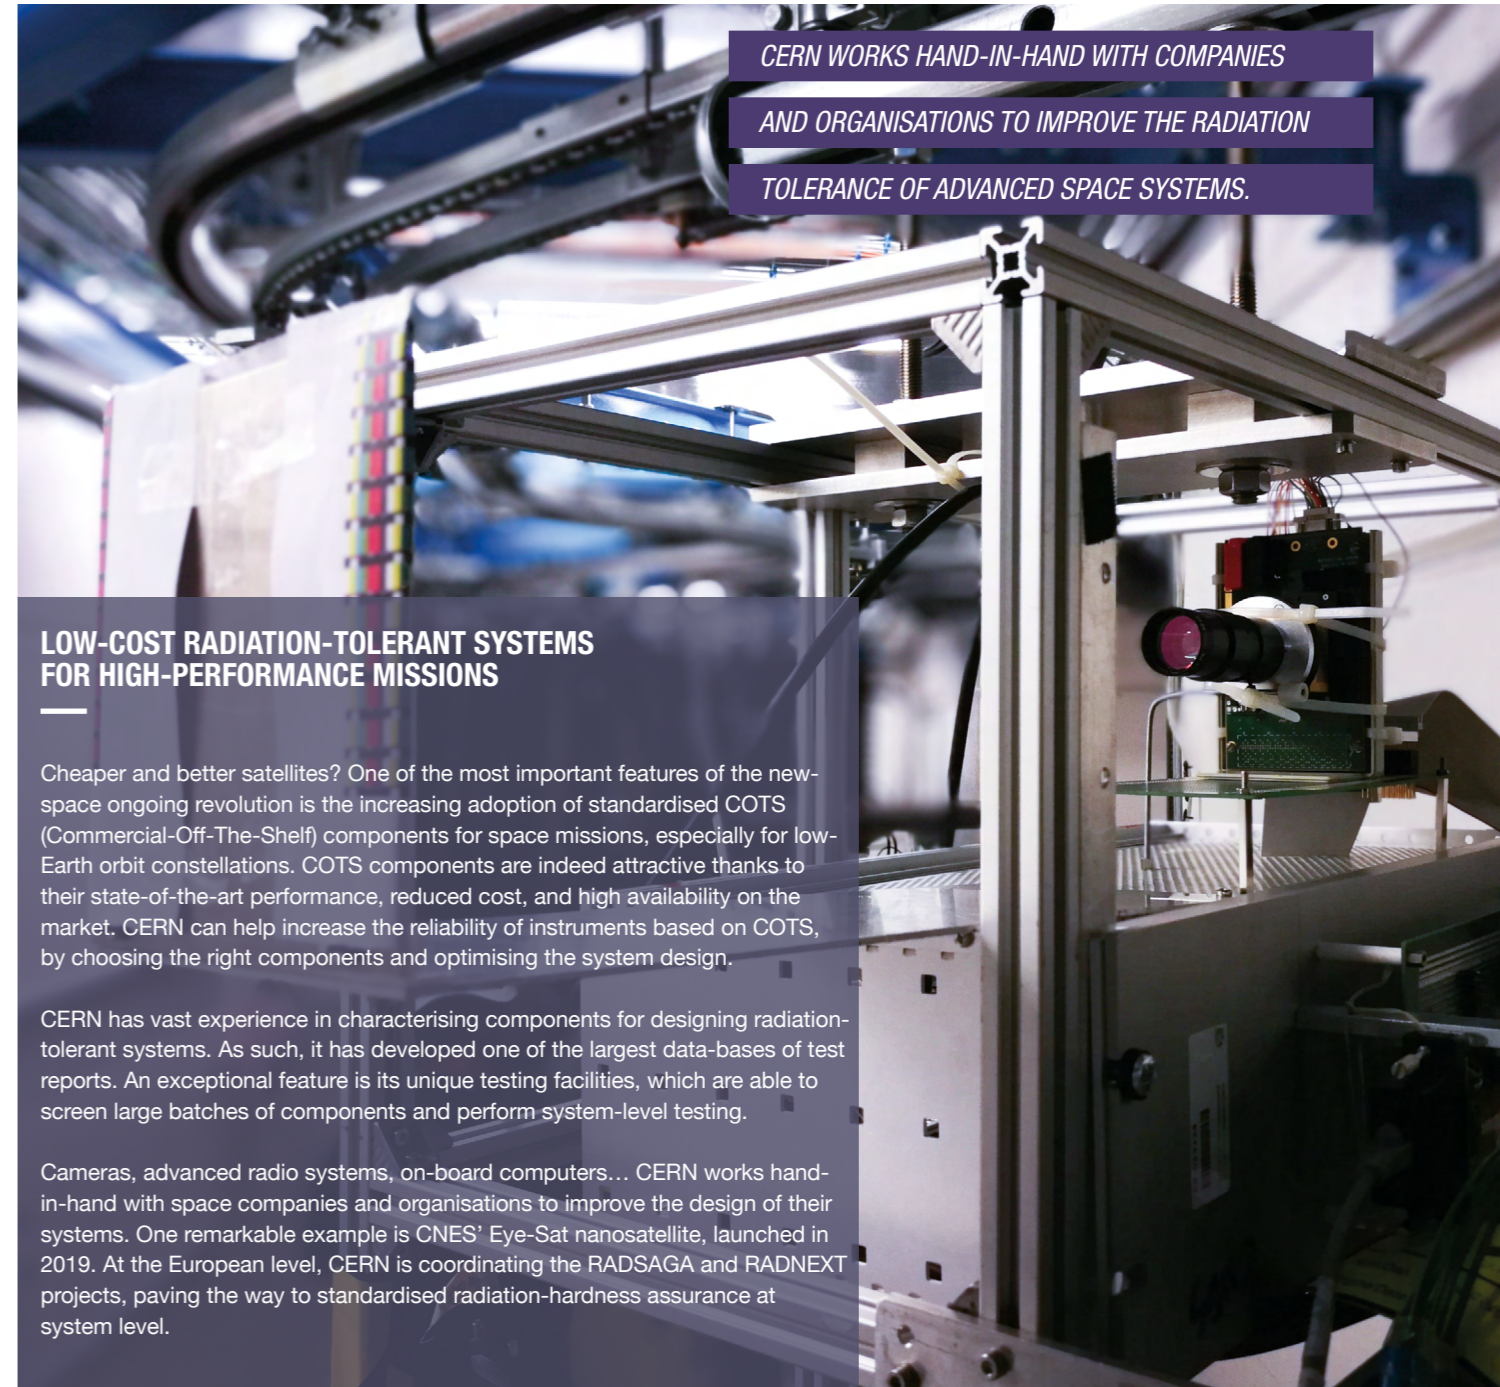 CERN WORKS HAND-IN-HAND WITH COMPANIES
AND ORGANISATIONS TO IMPROVE THE RADIATION
TOLERANCE OF ADVANCED SPACE SYSTEMS.
LOW-COST RADIATION-TOLERANT SYSTEMS
FOR HIGH-PERFORMANCE MISSIONS
Cheaper and better satellites? One of the most important features of the new-
space ongoing revolution is the increasing adoption of standardised COTS
(Commercial-Off-The-Shelf) components for space missions, especially for low-
Earth orbit constellations. COTS components are indeed attractive thanks to
their state-of-the-art performance, reduced cost, and high availability on the
market. CERN can help increase the reliability of instruments based on COTS,
by choosing the right components and optimising the system design.
CERN has vast experience in characterising components for designing radiation-
tolerant systems. As such, it has developed one of the largest data-bases of test
reports. An exceptional feature is its unique testing facilities, which are able to
screen large batches of components and perform system-level testing.
Cameras, advanced radio systems, on-board computers… CERN works hand-
in-hand with space companies and organisations to improve the design of their
systems. One remarkable example is CNES’ Eye-Sat nanosatellite, launched in
2019. At the European level, CERN is coordinating the RADSAGA and RADNEXT
projects, paving the way to standardised radiation-hardness assurance at
system level.